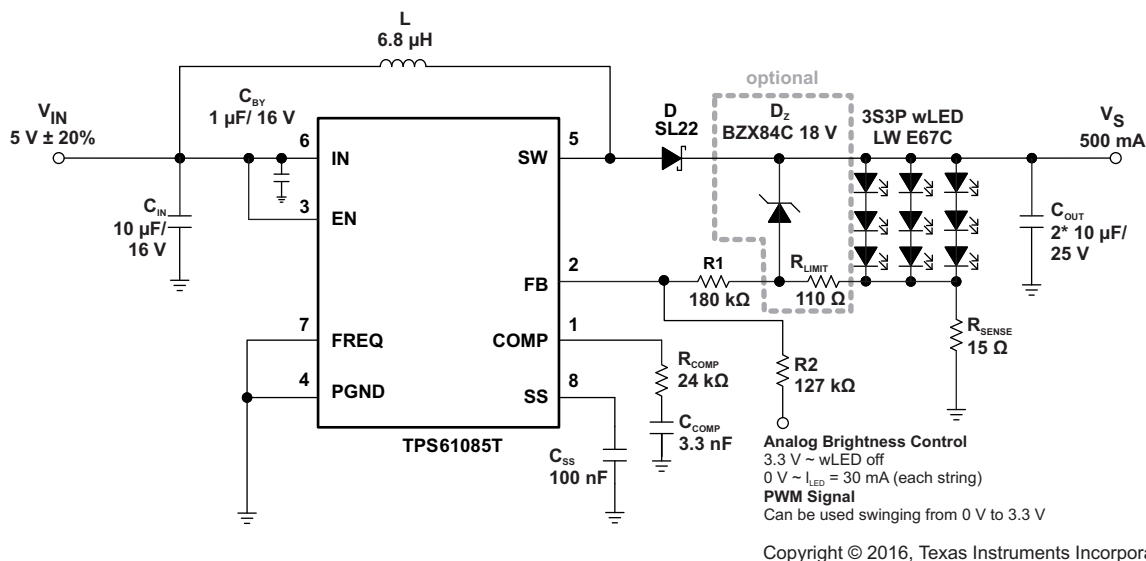 L
6.8 µH
optional
V_IN
5 V ± 20%
C_BY
1 µF/ 16 V
D
SL22
D_Z
BZX84C 18 V
3S3P wLED
LW E67C
V_S
500 mA
6
IN
5
SW
3
EN
C_IN
10 µF/
16 V
C_OUT
2* 10 µF/
25 V
2
FB
R1
180 kΩ
R_LIMIT
110 Ω
7
FREQ
1
COMP
R_SENSE
15 Ω
R_COMP
24 kΩ
R2
127 kΩ
4
PGND
8
SS
C_COMP
3.3 nF
TPS61085T
C_SS
100 nF
Analog Brightness Control
3.3 V ~ wLED off
0 V ~ I_LED = 30 mA (each string)
PWM Signal
Can be used swinging from 0 V to 3.3 V
Copyright © 2016, Texas Instruments Incorpora